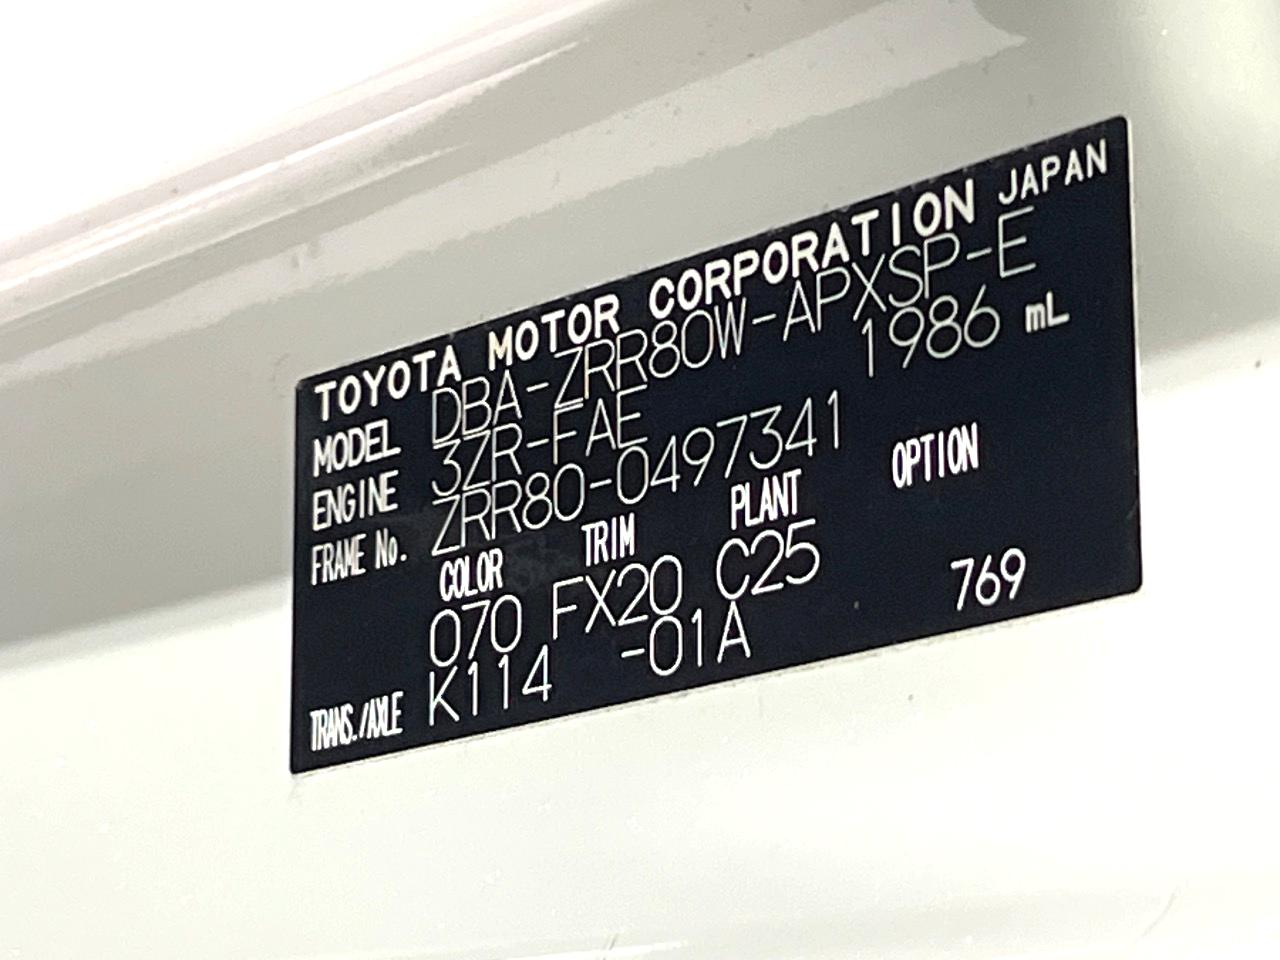 TOYOTA MOTOR CORPORATION JAPAN
MODEL DBA-ZRR80W-APXSP-E
ENGINE 3ZR-FAE 1986 mL
FRAME No. ZRR80-0497341
COLOR TRIM PLANT OPTION
070 FX20 C25
TRANS./AXLE K114 -01A 769